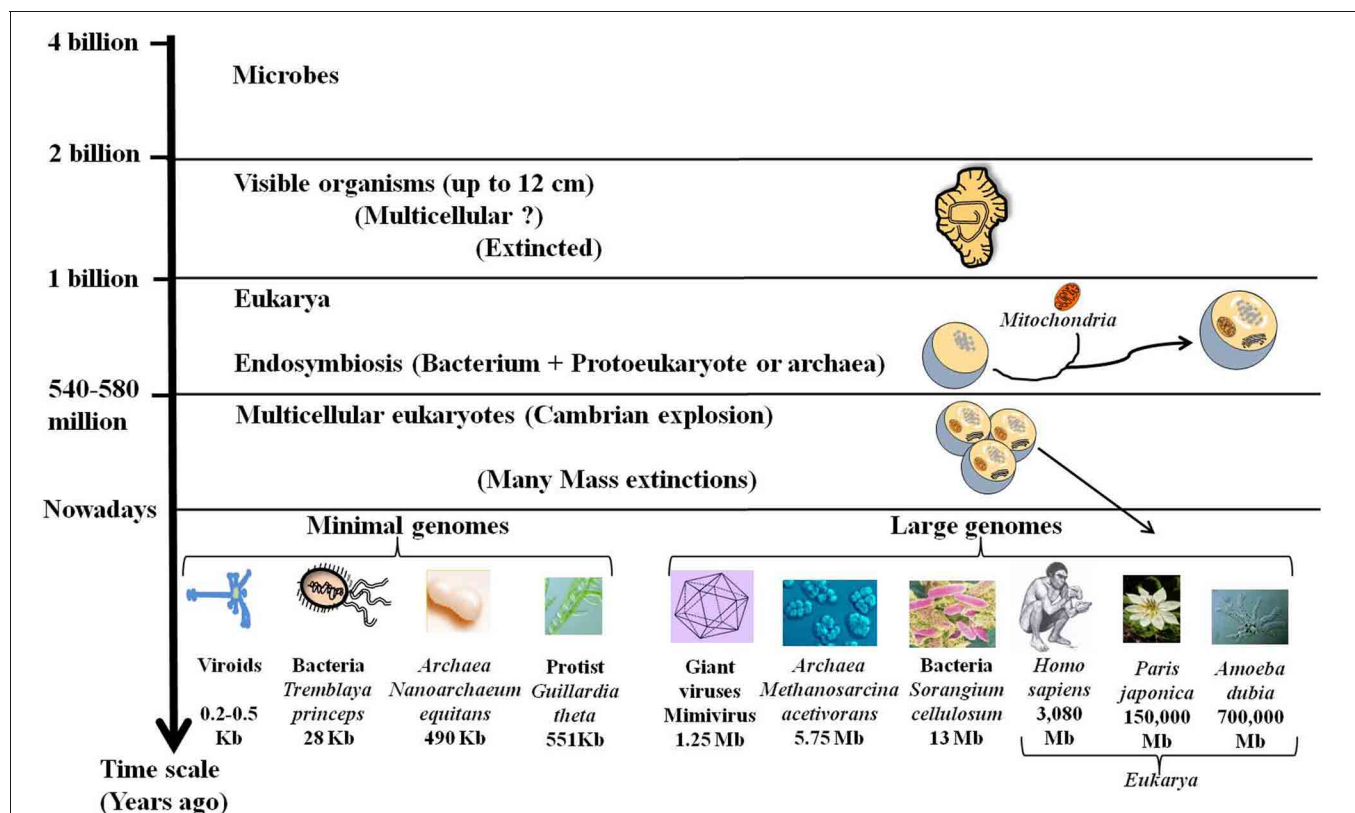 4 billion
Microbes
2 billion
Visible organisms (up to 12 cm)
(Multicellular ?)
(Extincted)
1 billion
Eukarya
Mitochondria
Endosymbiosis (Bacterium + Protoeukaryote or archaea)
540-580
million
Multicellular eukaryotes (Cambrian explosion)
(Many Mass extinctions)
Nowadays
Minimal genomes
Large genomes
Viroids
0.2-0.5
Kb
Bacteria
Tremblaya
princeps
28 Kb
Archaea
Nanoarchaeum
equitans
490 Kb
Protist
Guillardia
theta
551Kb
Giant
viruses
Mimivirus
1.25 Mb
Archaea
Methanosarcina
acetivorans
5.75 Mb
Bacteria
Sorangium
cellulosum
13 Mb
Homo
sapiens
3,080
Mb
Paris
japonica
150,000
Mb
Amoeba
dubia
700,000
Mb
Eukarya
Time scale
(Years ago)